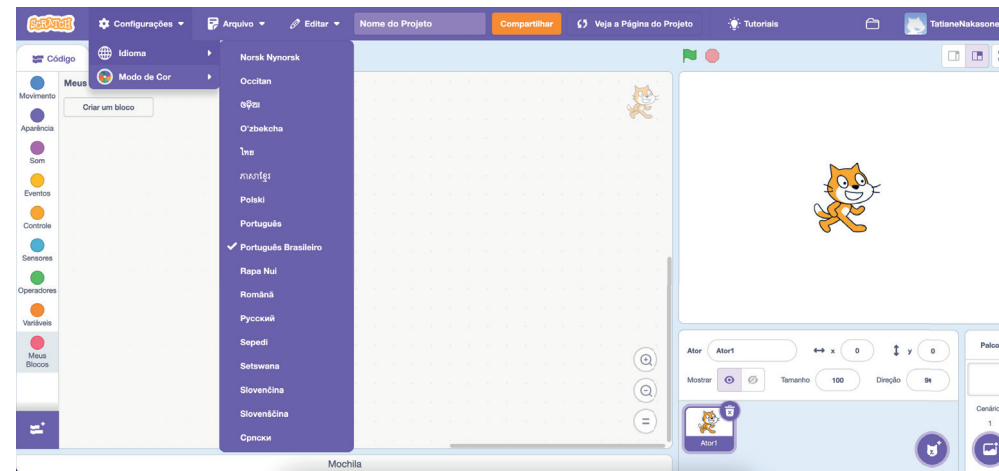 SCRATCH
Configurações
Arquivo
Editar
Nome do Projeto
Compartilhar
Veja a Página do Projeto
Tutoriais
TatianeNakasone
Código
Idioma
Modo de Cor
Norsk Nynorsk
Occitan
ଓଡ଼ିଆ
O'zbekcha
ไทย
ភាសាខ្មែរ
Polski
Português
Português Brasileiro
Rapa Nui
Română
Русский
Sepedi
Setswana
Slovenčina
Slovenščina
Српски
Meus
Criar um bloco
Movimento
Aparência
Som
Eventos
Controle
Sensores
Operadores
Variáveis
Meus
Blocos
Mochila
Ator
Ator1
x
0
y
0
Mostrar
Tamanho
100
Direção
Ator1
Palco
Cenário
1